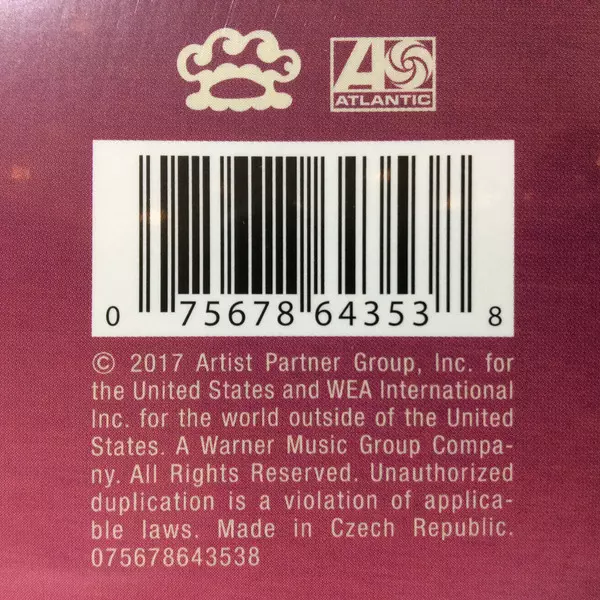 ATLANTIC
0 75678 64353 8
© 2017 Artist Partner Group, Inc. for
the United States and WEA International
Inc. for the world outside of the United
States. A Warner Music Group Compa-
ny. All Rights Reserved. Unauthorized
duplication is a violation of applica-
ble laws. Made in Czech Republic.
075678643538